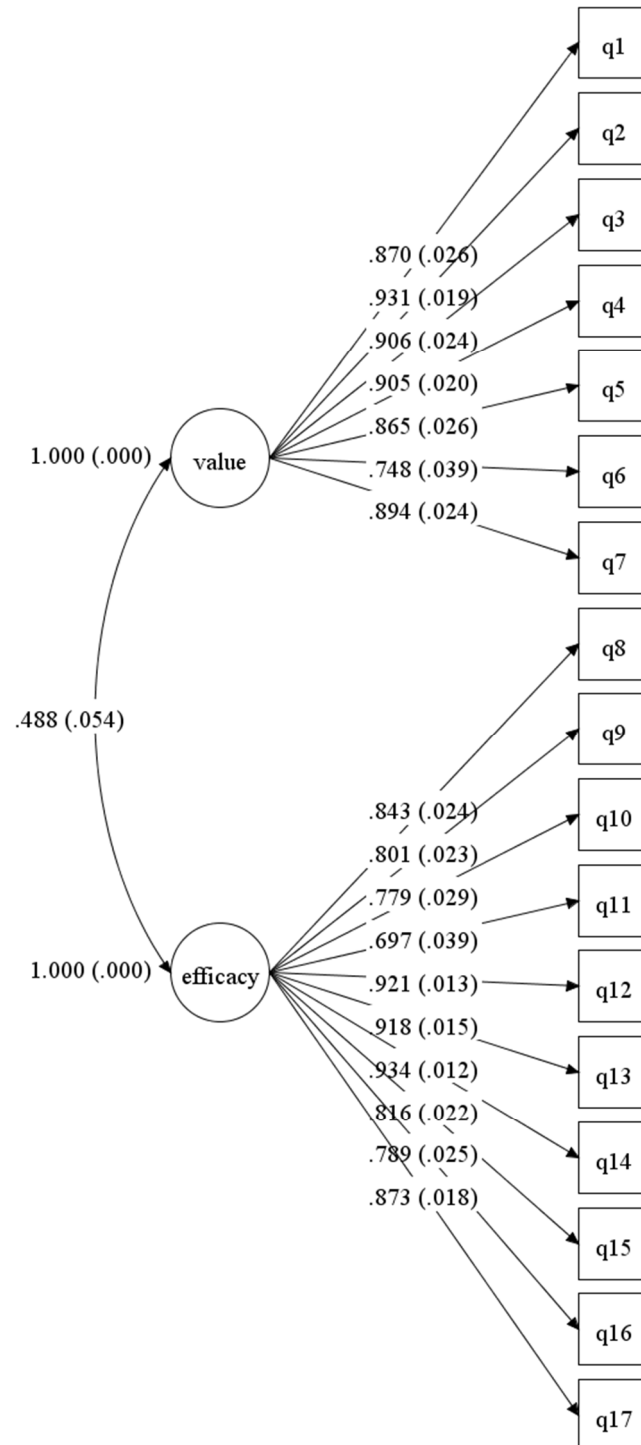 q1
q2
q3
.870 (.026)
.931 (.019)
q4
.906 (.024)
.905 (.020)
q5
.865 (.026)
1.000 (.000)
value
.748 (.039)
q6
.894 (.024)
q7
q8
.488 (.054)
q9
.843 (.024)
q10
.801 (.023)
.779 (.029)
q11
.697 (.039)
1.000 (.000)
efficacy
.921 (.013)
q12
.918 (.015)
q13
.934 (.012)
.816 (.022)
q14
.789 (.025)
.873 (.018)
q15
q16
q17